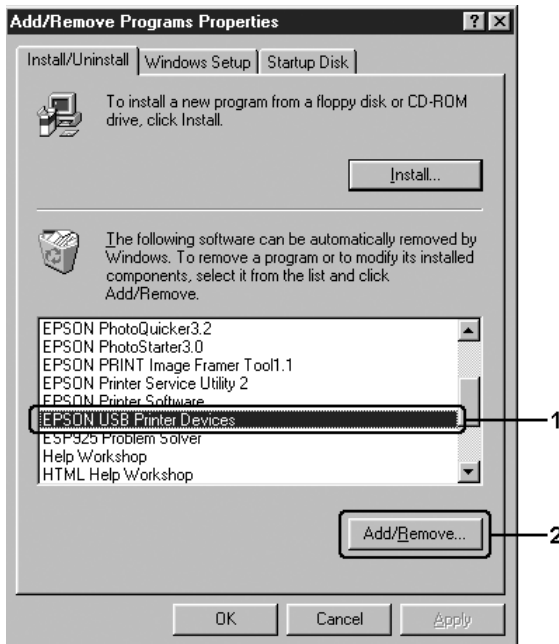 Add/Remove Programs Properties
Install/Uninstall
Windows Setup
Startup Disk
To install a new program from a floppy disk or CD-ROM
drive, click Install.
Install...
The following software can be automatically removed by
Windows. To remove a program or to modify its installed
components, select it from the list and click
Add/Remove.
EPSON PhotoQuicker3.2
EPSON PhotoStarter3.0
EPSON PRINT Image Framer Tool1.1
EPSON Printer Service Utility 2
EPSON Printer Software
EPSON USB Printer Devices
1
ESP925 Problem Solver
Help Workshop
HTML Help Workshop
Add/Remove...
2
OK
Cancel
Apply